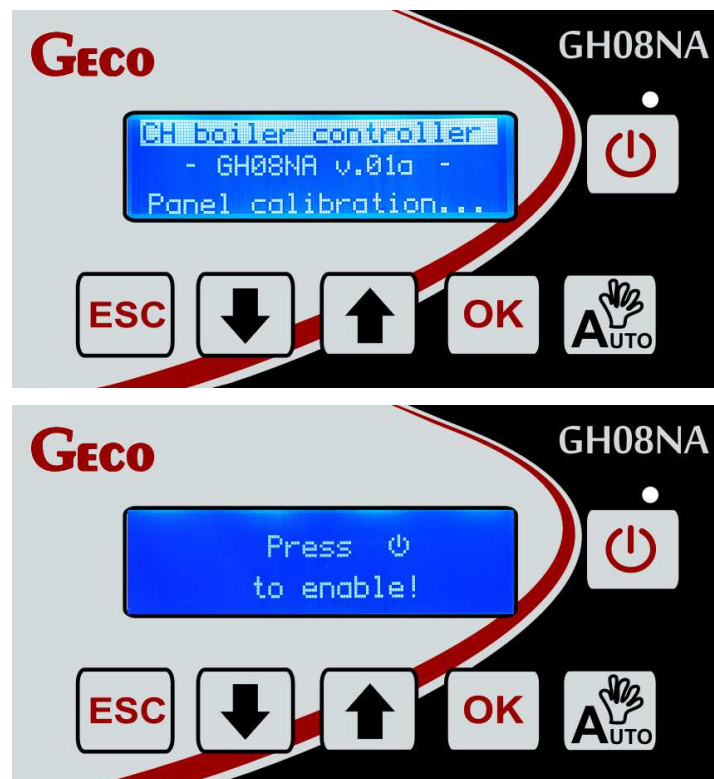 GECO
GH08NA
CH boiler controller
- GH08NA v.01a -
Panel calibration...
ESC
OK
AUTO
GECO
GH08NA
Press ⏻
to enable!
ESC
OK
AUTO